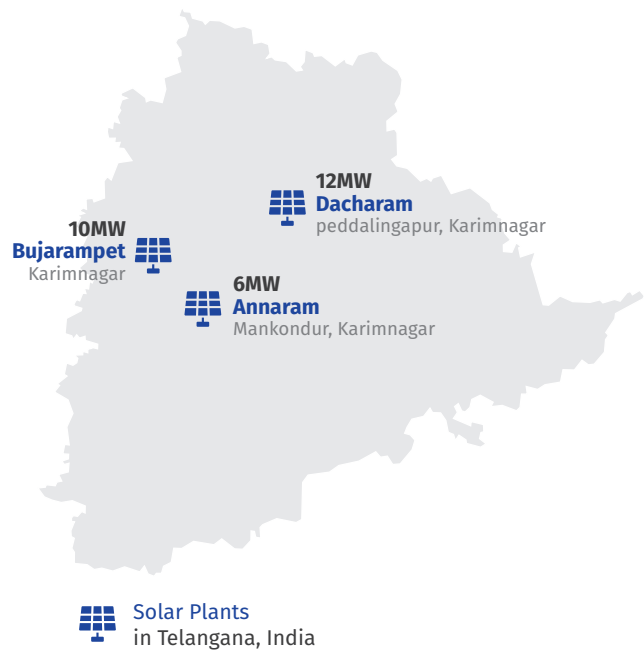 12MW
Dacharam
peddalingapur, Karimnagar
10MW
Bujarampet
Karimnagar
6MW
Annaram
Mankondur, Karimnagar
Solar Plants
in Telangana, India